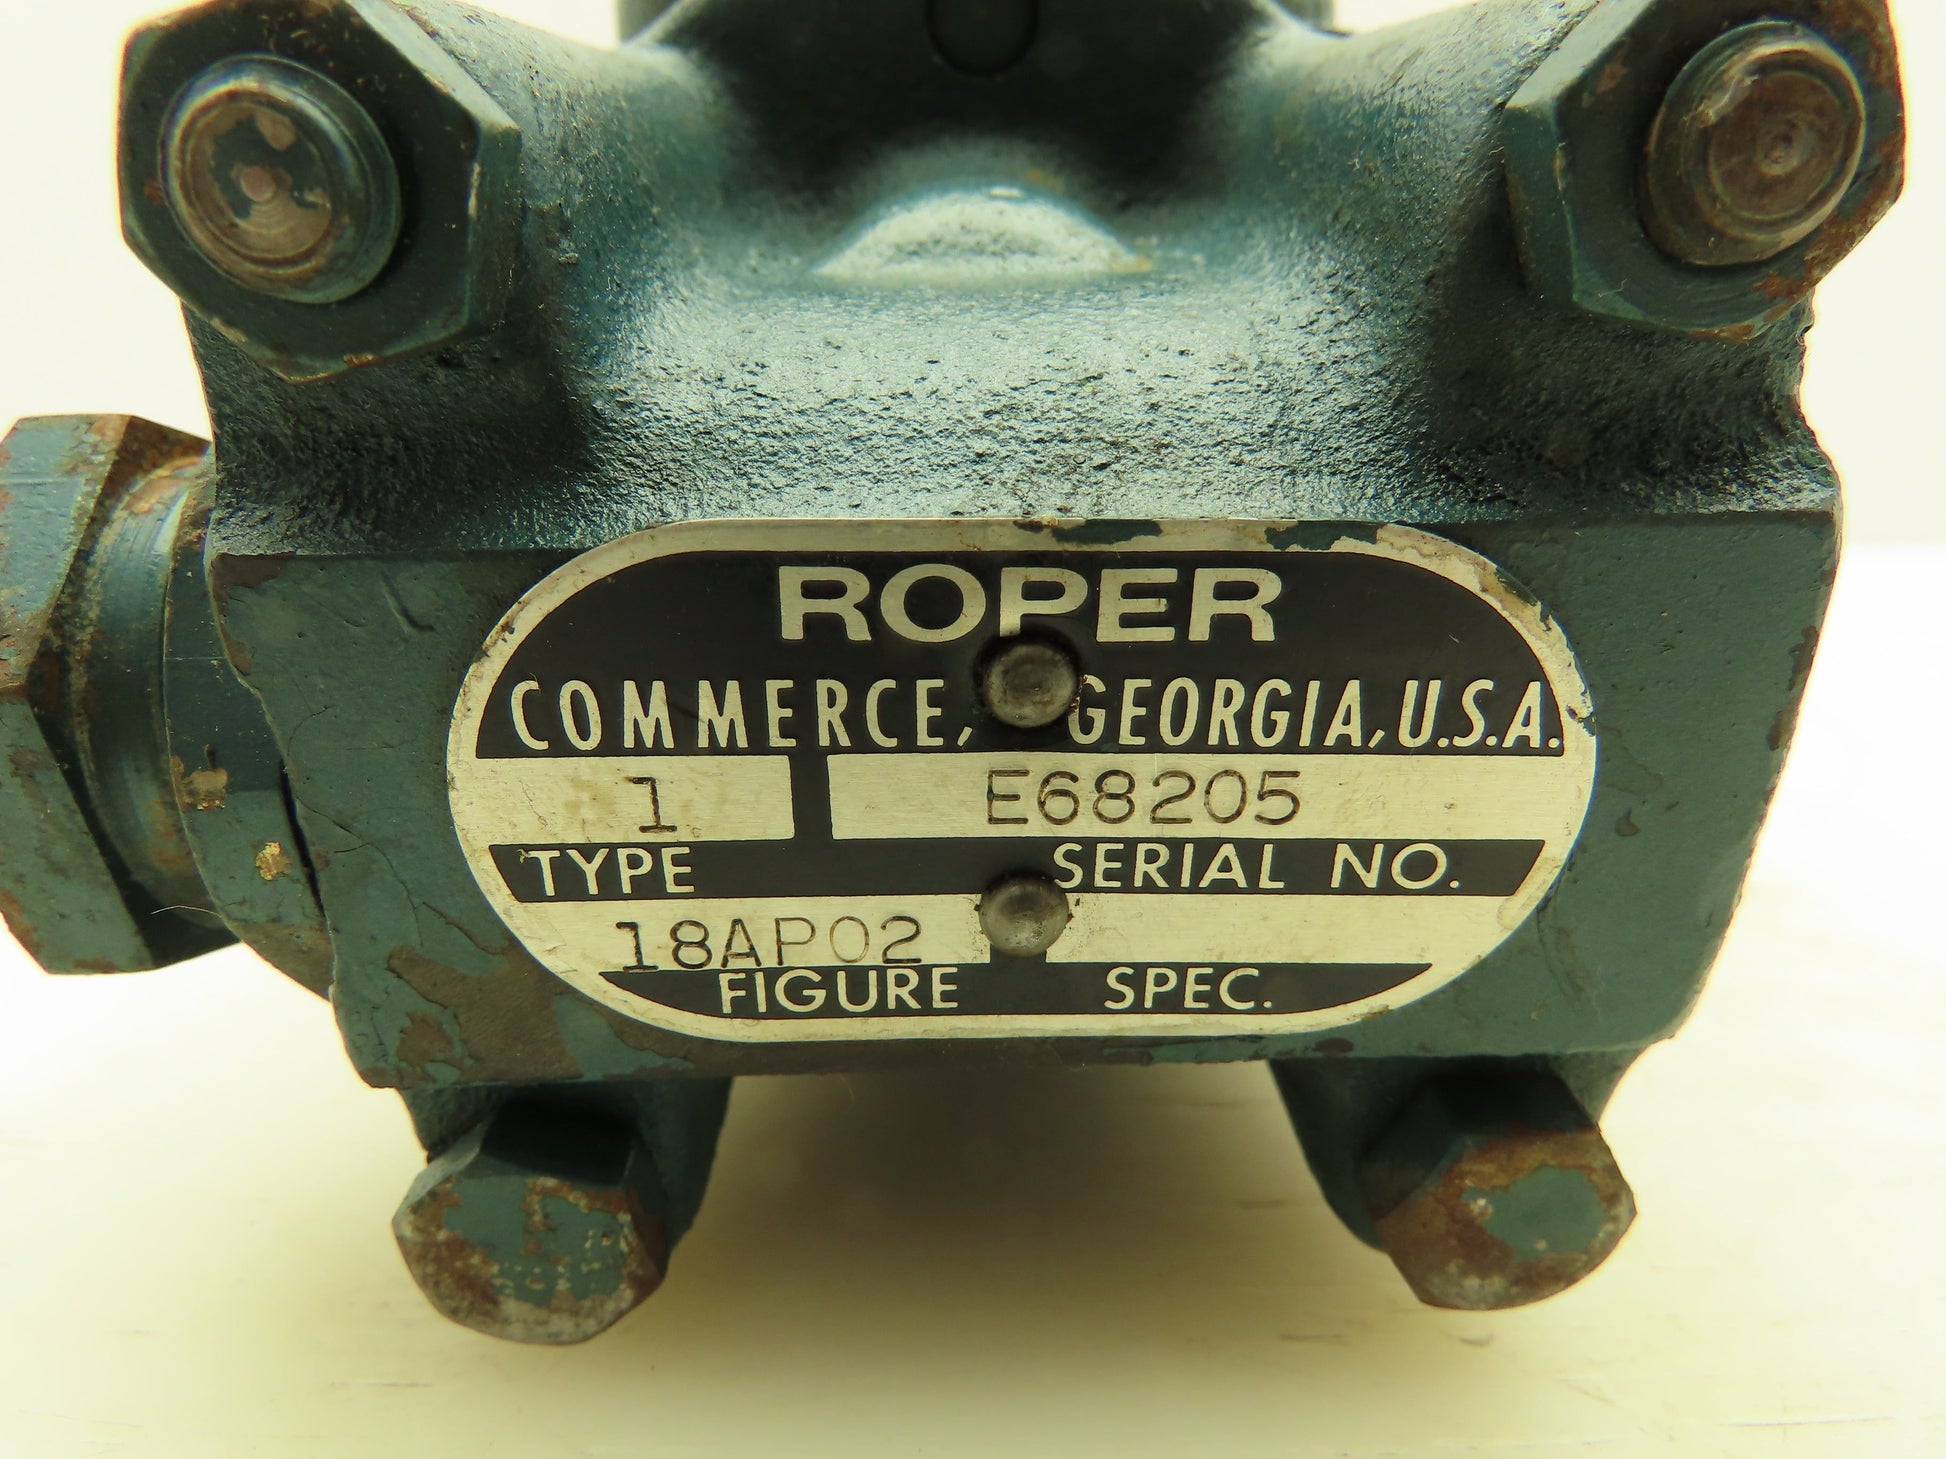 ROPER
COMMERCE, GEORGIA, U.S.A.
1 E68205
TYPE SERIAL NO.
18AP02
FIGURE SPEC.